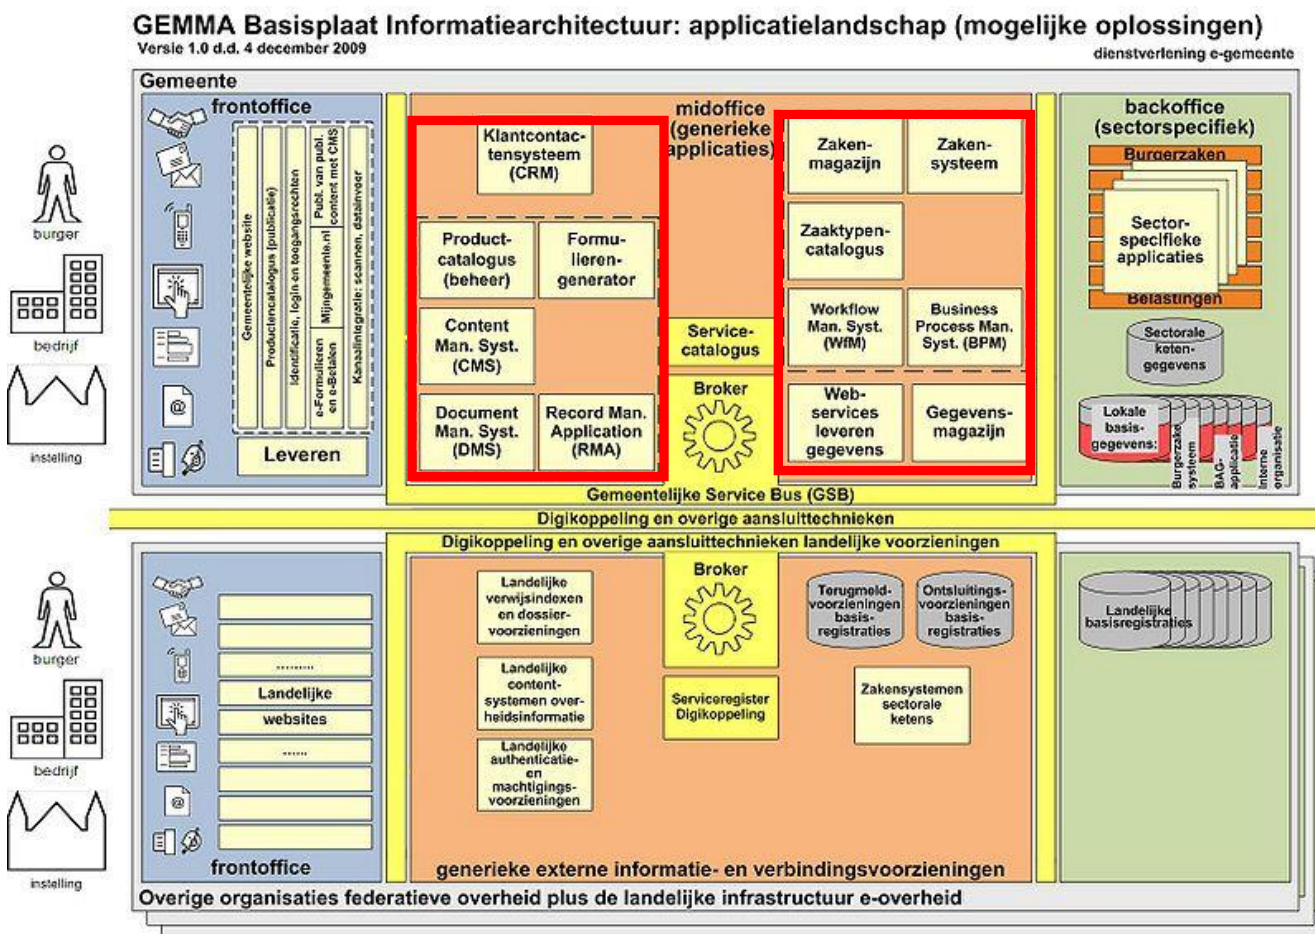 GEMMA Basisplaat Informatiearchitectuur: applicatielandschap (mogelijke oplossingen)
Versie 1.0 d.d. 4 december 2009
dienstverlening e-gemeente
Gemeente
burger
bedrijf
instelling
frontoffice
Gemeentelijke website
Productencatalogus (publicatie)
Identificatie, login en toegangsrechten
e-Formulieren
en e-Betalen
Mijngemeente.nl
Publ. van publ.
content met CMS
Kanaalintegratie: scannen, datainvoer
Leveren
midoffice
(generieke
applicaties)
Klantcontac-
tensysteem
(CRM)
Product-
catalogus
(beheer)
Formu-
lieren-
generator
Content
Man. Syst.
(CMS)
Document
Man. Syst.
(DMS)
Record Man.
Application
(RMA)
Service-
catalogus
Broker
Zaken-
magazijn
Zaken-
systeem
Zaaktypen-
catalogus
Workflow
Man. Syst.
(WfM)
Business
Process Man.
Syst. (BPM)
Web-
services
leveren
gegevens
Gegevens-
magazijn
backoffice
(sectorspecifiek)
Burgerzaken
Sector-
specifieke
applicaties
Belastingen
Sectorale
keten-
gegevens
Lokale
basis-
gegevens:
Burgerzake
systeem
BAG-
applicatie
Interne
organisatie
Gemeentelijke Service Bus (GSB)
Digikoppeling en overige aansluittechnieken
Digikoppeling en overige aansluittechnieken landelijke voorzieningen
burger
bedrijf
instelling
.........
Landelijke
websites
......
frontoffice
Landelijke
verwijsindexen
en dossier-
voorzieningen
Landelijke
content-
systemen over-
heidsinformatie
Landelijke
authenticatie-
en
machtigings-
voorzieningen
Broker
Serviceregister
Digikoppeling
Terugmeld-
voorzieningen
basis-
registraties
Ontsluitings-
voorzieningen
basis-
registraties
Zakensystemen
sectorale
ketens
Landelijke
basisregistraties
generieke externe informatie- en verbindingsvoorzieningen
Overige organisaties federatieve overheid plus de landelijke infrastructuur e-overheid